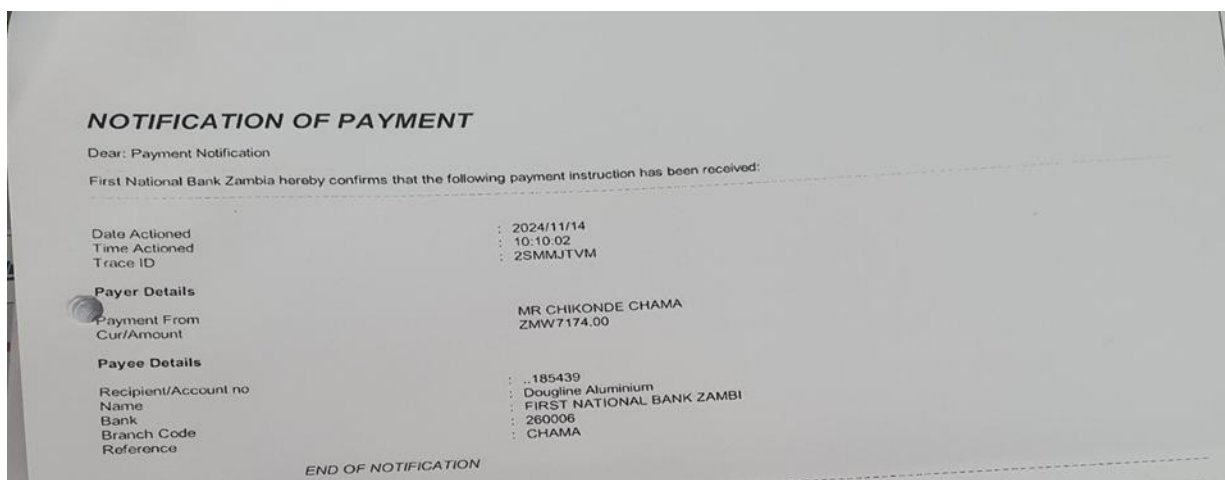 NOTIFICATION OF PAYMENT
Dear: Payment Notification
First National Bank Zambia hereby confirms that the following payment instruction has been received:
Date Actioned : 2024/11/14
Time Actioned : 10:10:02
Trace ID : 2SMMJTVM
Payer Details
Payment From MR CHIKONDE CHAMA
Cur/Amount ZMW7174.00
Payee Details
Recipient/Account no : ..185439
Name : Dougline Aluminium
Bank : FIRST NATIONAL BANK ZAMBI
Branch Code : 260006
Reference : CHAMA
END OF NOTIFICATION